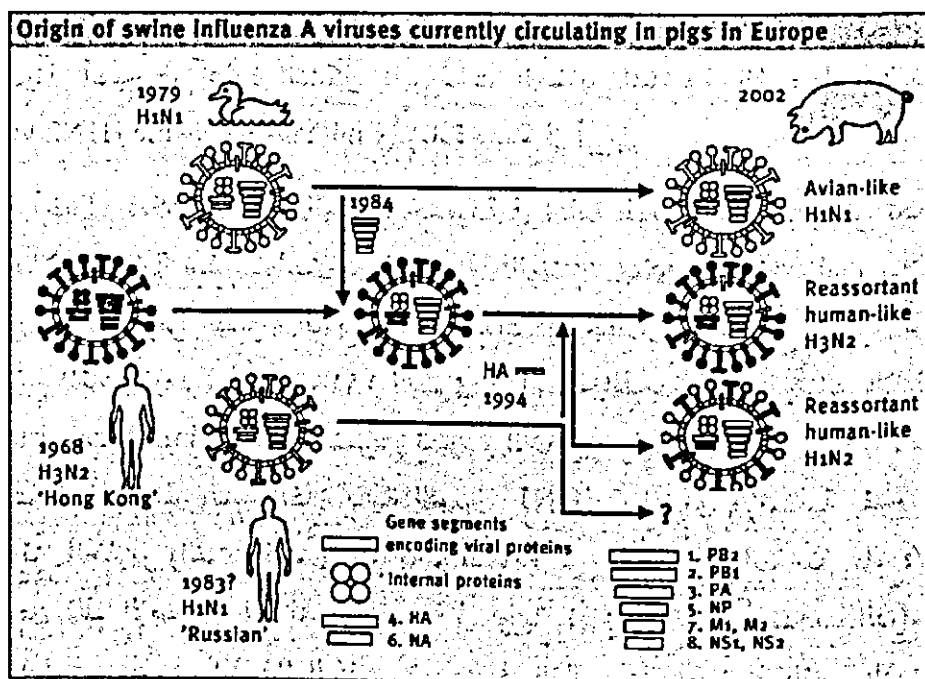 Origin of swine influenza A viruses currently circulating in pigs in Europe
1979
H1N1
2002
Avian-like
H1N1
1984
Reassortant
human-like
H3N2
HA
1994
Reassortant
human-like
H1N2
1968
H3N2
'Hong Kong'
?
1983?
H1N1
'Russian'
Gene segments
encoding viral proteins
Internal proteins
4. HA
6. NA
1. PB2
2. PB1
3. PA
5. NP
7. M1, M2
8. NS1, NS2